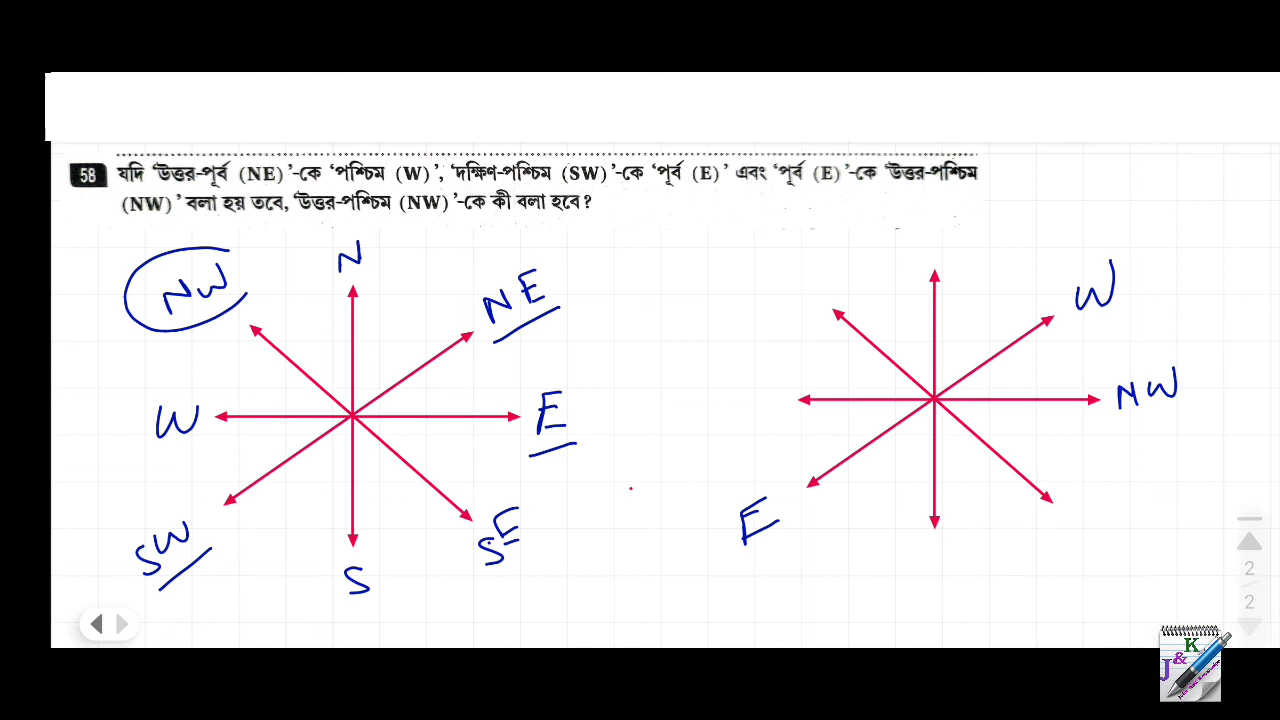 58 যদি 'উত্তর-পূর্ব (NE)'-কে 'পশ্চিম (W)', 'দক্ষিণ-পশ্চিম (SW)'-কে 'পূর্ব (E)' এবং 'পূর্ব (E)'-কে 'উত্তর-পশ্চিম
(NW)' বলা হয় তবে, 'উত্তর-পশ্চিম (NW)'-কে কী বলা হবে?
N
NW
NE
W
E
SW
SE
S
W
NW
E
2
2
J&K